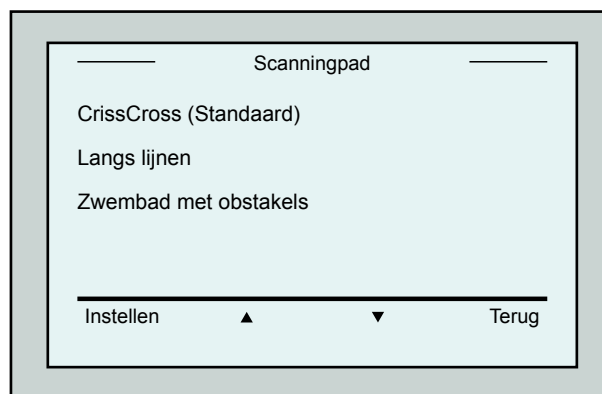 Scanningpad
CrissCross (Standaard)
Langs lijnen
Zwembad met obstakels
Instellen ▲ ▼ Terug